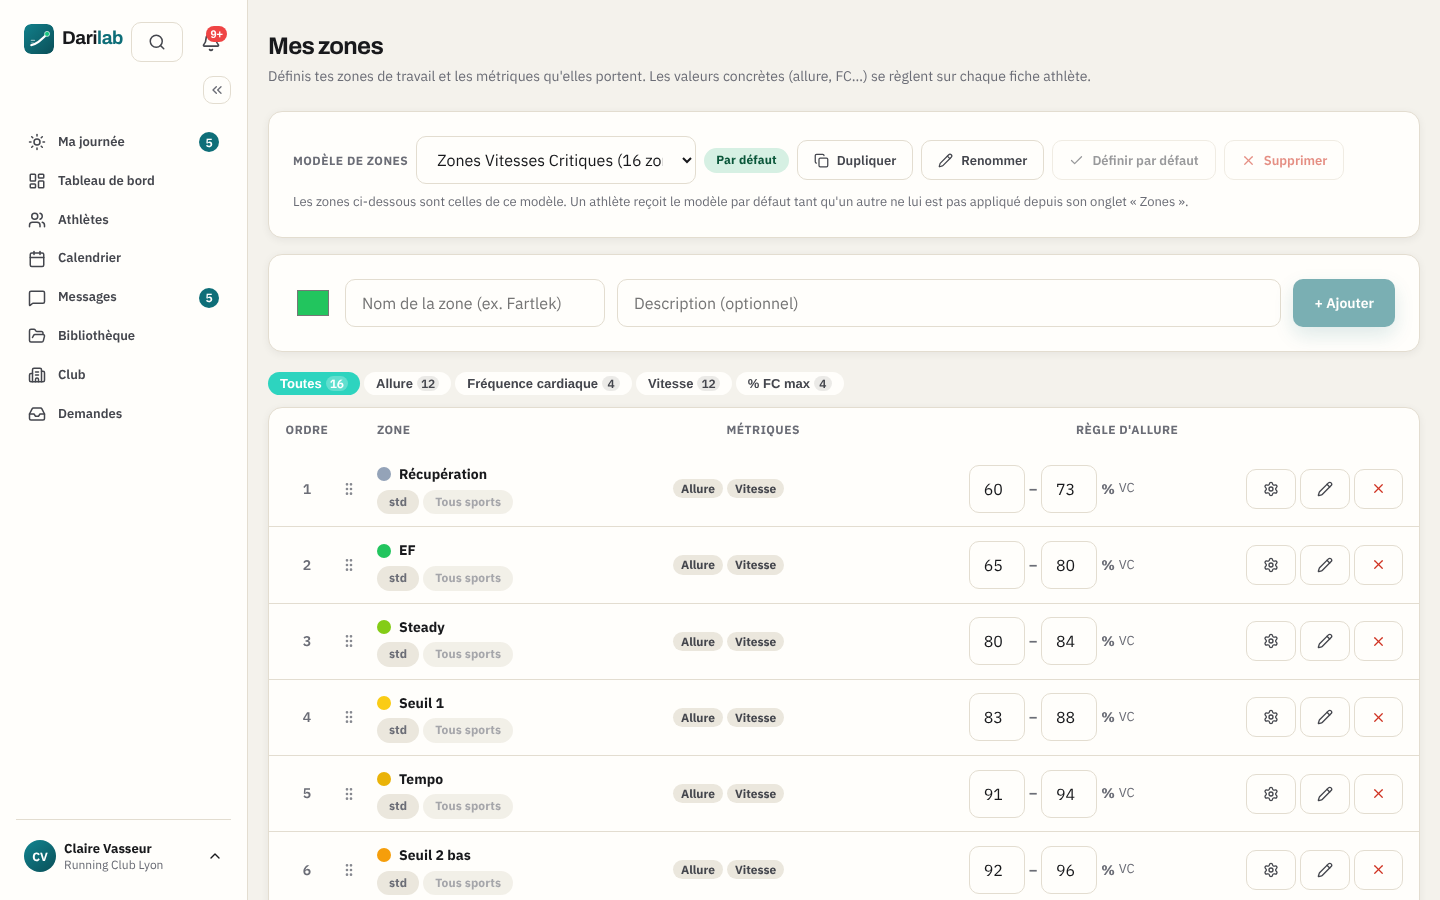 Darilab
9+
Ma journée 5
Tableau de bord
Athlètes
Calendrier
Messages 5
Bibliothèque
Club
Demandes
CV
Claire Vasseur
Running Club Lyon
Mes zones
Définis tes zones de travail et les métriques qu'elles portent. Les valeurs concrètes (allure, FC...) se règlent sur chaque fiche athlète.
MODÈLE DE ZONES Zones Vitesses Critiques (16 zo Par défaut Dupliquer Renommer Définir par défaut Supprimer
Les zones ci-dessous sont celles de ce modèle. Un athlète reçoit le modèle par défaut tant qu'un autre ne lui est pas appliqué depuis son onglet « Zones ».
Nom de la zone (ex. Fartlek) Description (optionnel) + Ajouter
Toutes 16 Allure 12 Fréquence cardiaque 4 Vitesse 12 % FC max 4
ORDRE ZONE MÉTRIQUES RÈGLE D'ALLURE
Récupération
1 Allure Vitesse 60 – 73 % VC
std Tous sports
EF
2 Allure Vitesse 65 – 80 % VC
std Tous sports
Steady
3 Allure Vitesse 80 – 84 % VC
std Tous sports
Seuil 1
4 Allure Vitesse 83 – 88 % VC
std Tous sports
Tempo
5 Allure Vitesse 91 – 94 % VC
std Tous sports
Seuil 2 bas
6 Allure Vitesse 92 – 96 % VC
std Tous sports